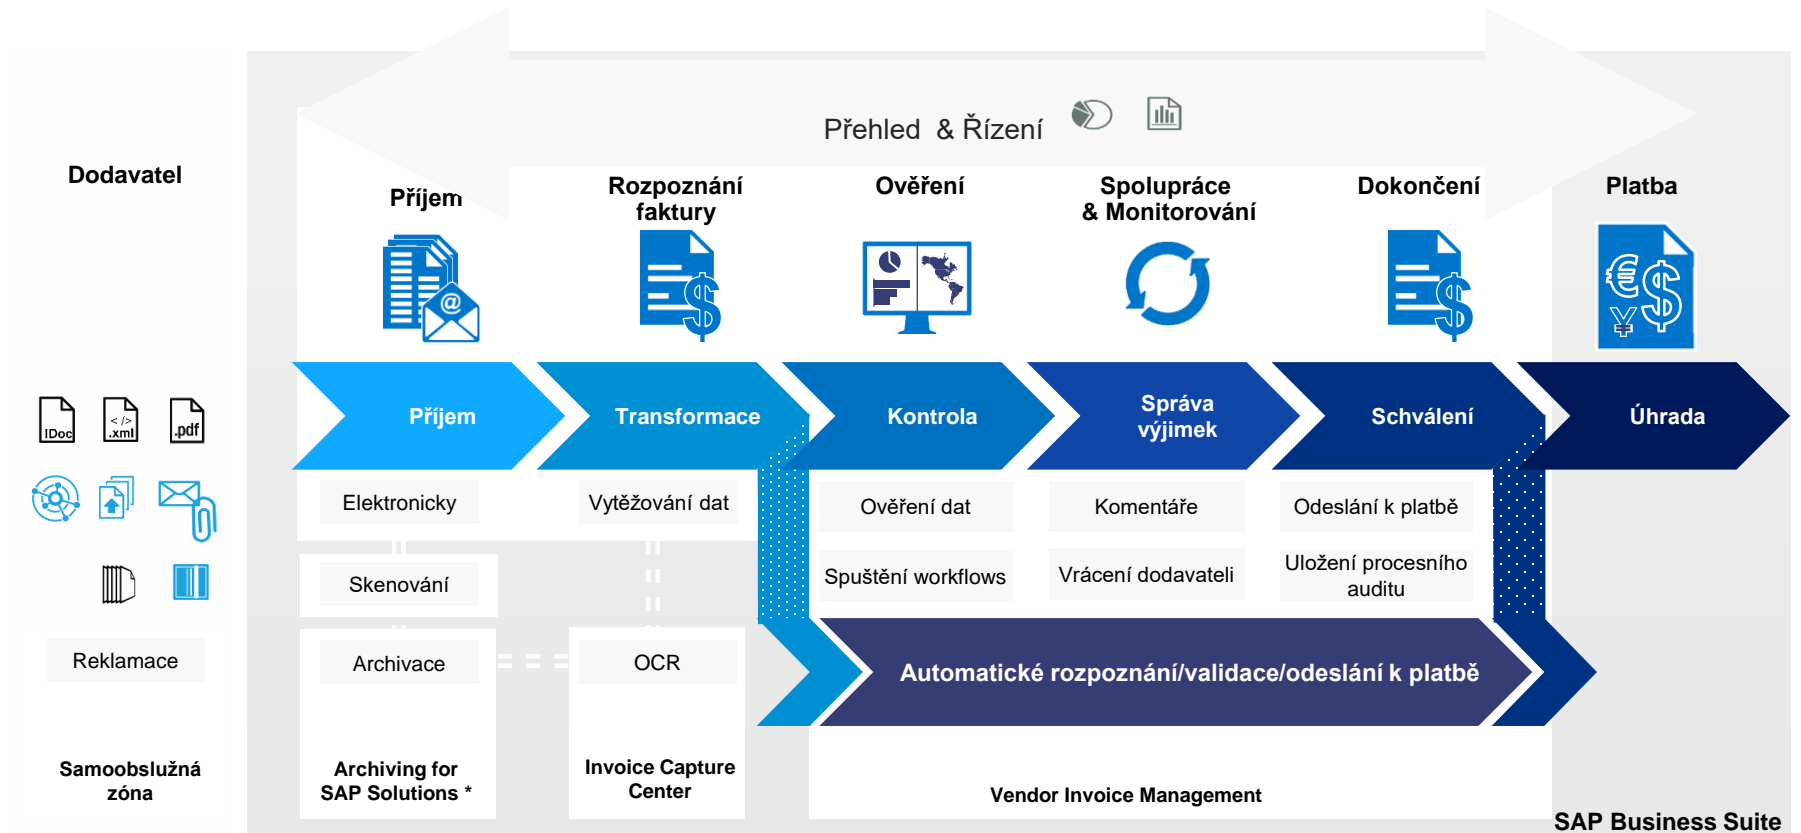 Přehled & Řízení
Dodavatel
Příjem
Rozpoznání
faktury
Ověření
Spolupráce
& Monitorování
Dokončení
Platba
@
€
$
¥
$
$
Příjem
Transformace
Kontrola
Správa
výjimek
Schválení
Úhrada
IDoc
</>
.xml
.pdf
Elektronicky
Vytěžování dat
Ověření dat
Komentáře
Odeslání k platbě
Skenování
Spuštění workflows
Vrácení dodavateli
Uložení procesního
auditu
Reklamace
Archivace
OCR
Automatické rozpoznání/validace/odeslání k platbě
Samoobslužná
zóna
Archiving for
SAP Solutions *
Invoice Capture
Center
Vendor Invoice Management
SAP Business Suite